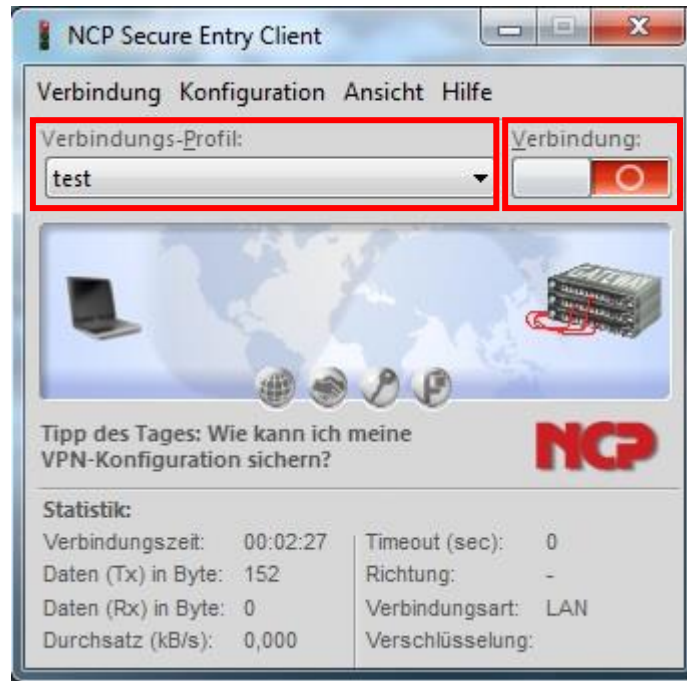 NCP Secure Entry Client
Verbindung Konfiguration Ansicht Hilfe
Verbindungs-Profil:
Verbindung:
test
GATEWAY
Tipp des Tages: Wie kann ich meine
VPN-Konfiguration sichern?
NCP
Statistik:
Verbindungszeit: 00:02:27
Timeout (sec): 0
Daten (Tx) in Byte: 152
Richtung: -
Daten (Rx) in Byte: 0
Verbindungsart: LAN
Durchsatz (kB/s): 0,000
Verschlüsselung: